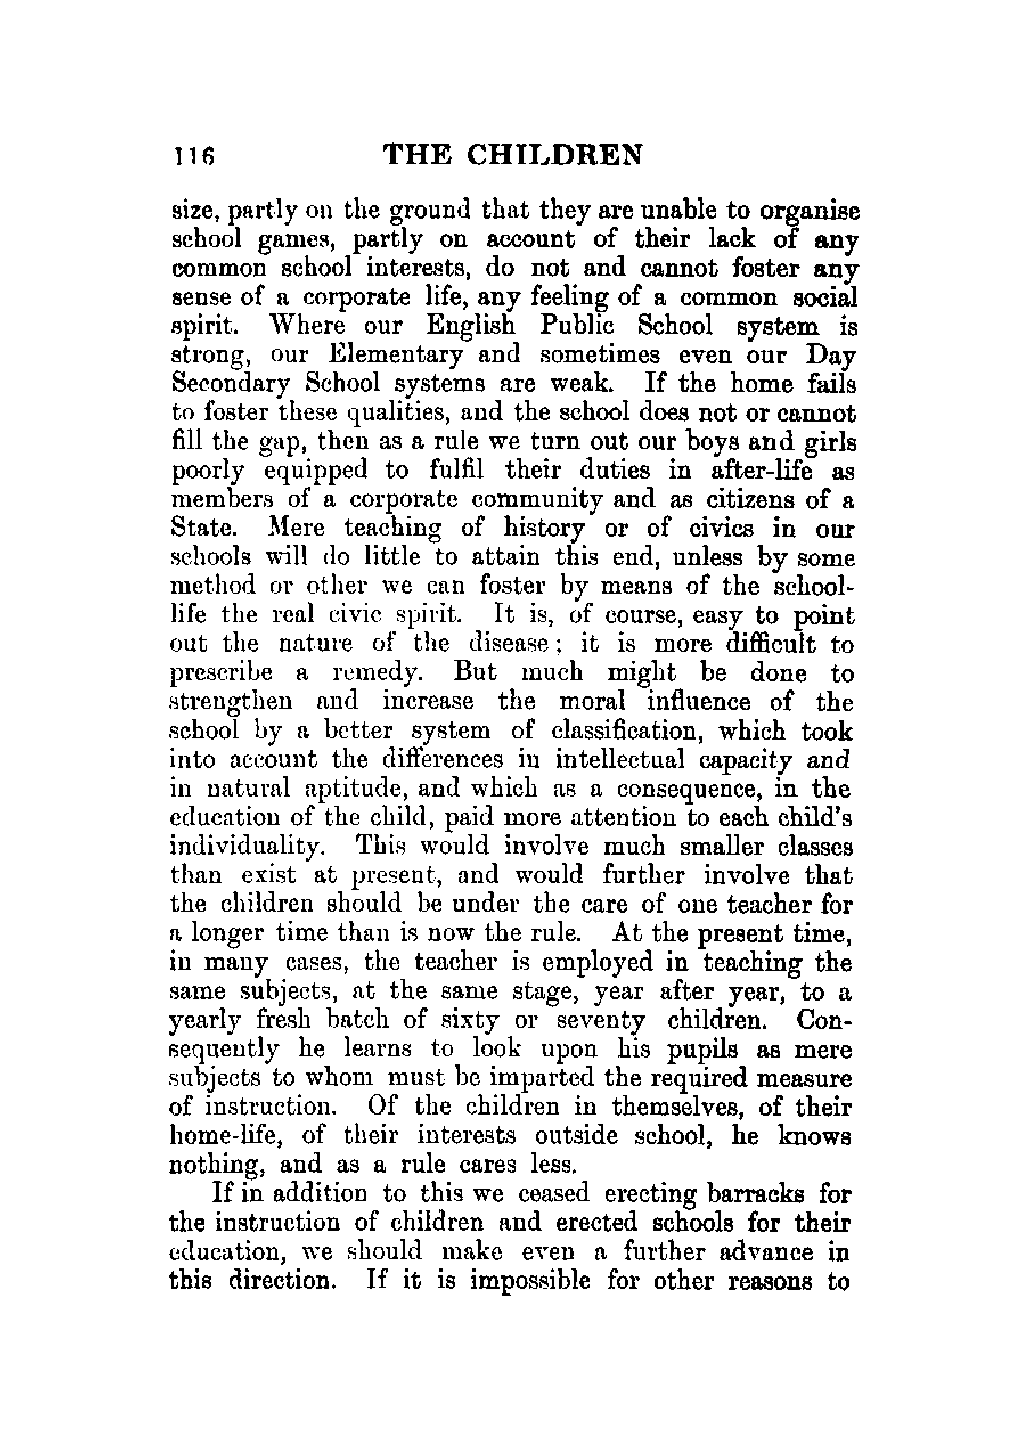 116 THE CHILDREN
size, partly on the ground that they are unable to organise
school games, partly on account of their lack of any
common school interests, do not and cannot foster any
sense of a corporate life, any feeling of a common social
spirit. Where our English Public School system is
strong, our Elementary and sometimes even our Day
Secondary School systems are weak. If the home fails
to foster these qualities, and the school does not or cannot
fill the gap, then as a rule we turn out our boys and girls
poorly equipped to fulfil their duties in after-life as
members of a corporate community and as citizens of a
State. Mere teaching of history or of civics in our
schools will do little to attain this end, unless by some
method or other we can foster by means of the school-
life the real civic spirit. It is, of course, easy to point
out the nature of the disease; it is more difficult to
prescribe a remedy. But much might be done to
strengthen and increase the moral influence of the
school by a better system of classification, which took
into account the differences in intellectual capacity and
in natural aptitude, and which as a consequence, in the
education of the child, paid more attention to each child's
individuality. This would involve much smaller classes
than exist at present, and would further involve that
the children should be under the care of one teacher for
a longer time than is now the rule. At the present time,
in many cases, the teacher is employed in teaching the
same subjects, at the same stage, year after year, to a
yearly fresh batch of sixty or seventy children. Con-
sequently he learns to look upon his pupils as mere
subjects to whom must be imparted the required measure
of instruction. Of the children in themselves, of their
home-life, of their interests outside school, he knows
nothing, and as a rule cares less.
If in addition to this we ceased erecting barracks for
the instruction of children and erected schools for their
education, we should make even a further advance in
this direction. If it is impossible for other reasons to